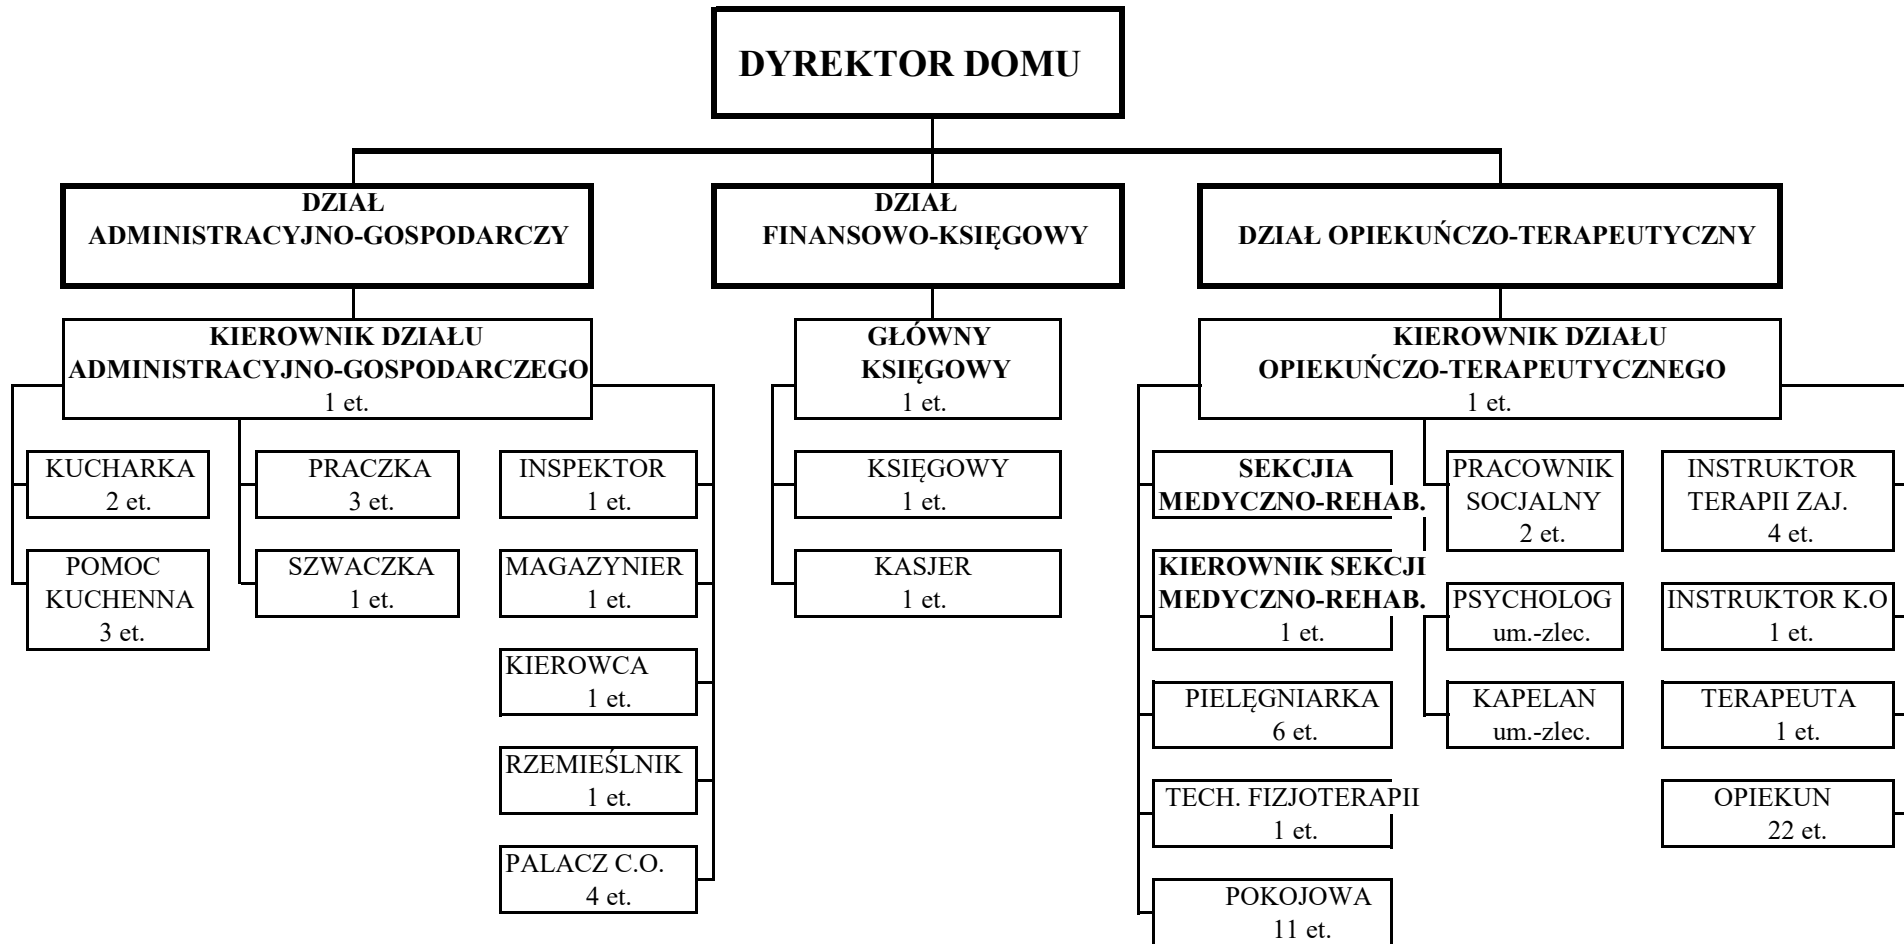 DYREKTOR DOMU
DZIAŁ
ADMINISTRACYJNO-GOSPODARCZY
DZIAŁ
FINANSOWO-KSIĘGOWY
DZIAŁ OPIEKUŃCZO-TERAPEUTYCZNY
KIEROWNIK DZIAŁU
ADMINISTRACYJNO-GOSPODARCZEGO
1 et.
GŁÓWNY
KSIĘGOWY
1 et.
KIEROWNIK DZIAŁU
OPIEKUŃCZO-TERAPEUTYCZNEGO
1 et.
KUCHARKA
2 et.
POMOC
KUCHENNA
3 et.
PRACZKA
3 et.
SZWACZKA
1 et.
INSPEKTOR
1 et.
MAGAZYNIER
1 et.
KIEROWCA
1 et.
RZEMIEŚLNIK
1 et.
PALACZ C.O.
4 et.
KSIĘGOWY
1 et.
KASJER
1 et.
SEKCJIA
MEDYCZNO-REHAB.
KIEROWNIK SEKCJI
MEDYCZNO-REHAB.
1 et.
PIELĘGNIARKA
6 et.
TECH. FIZJOTERAPII
1 et.
POKOJOWA
11 et.
PRACOWNIK
SOCJALNY
2 et.
PSYCHOLOG
um.-zlec.
KAPELAN
um.-zlec.
INSTRUKTOR
TERAPII ZAJ.
4 et.
INSTRUKTOR K.O
1 et.
TERAPEUTA
1 et.
OPIEKUN
22 et.